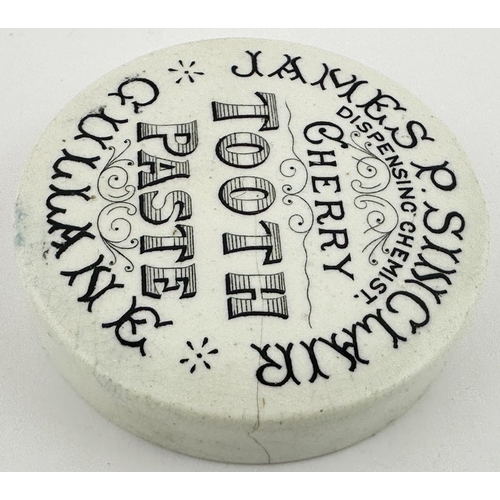 JAMES P. SINCLAIR
DISPENSING CHEMIST.
CHERRY
TOOTH
PASTE
GULLANE